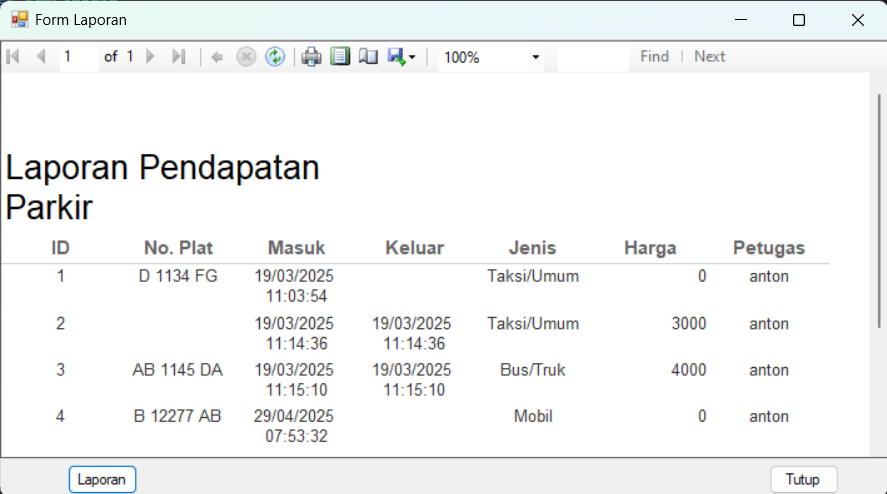 Form Laporan
1 of 1 100% Find | Next
Laporan Pendapatan
Parkir
ID No. Plat Masuk Keluar Jenis Harga Petugas
1 D 1134 FG 19/03/2025 Taksi/Umum 0 anton
11:03:54
2 19/03/2025 19/03/2025 Taksi/Umum 3000 anton
11:14:36 11:14:36
3 AB 1145 DA 19/03/2025 19/03/2025 Bus/Truk 4000 anton
11:15:10 11:15:10
4 B 12277 AB 29/04/2025 Mobil 0 anton
07:53:32
Laporan Tutup